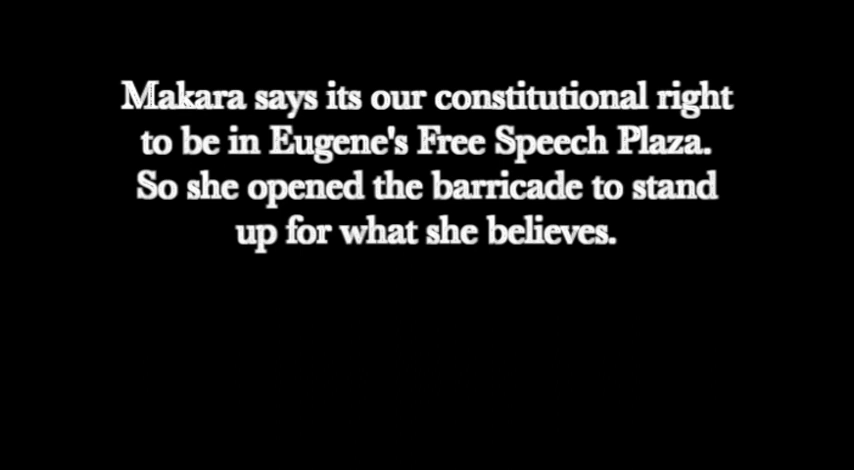 Makara says its our constitutional right
to be in Eugene's Free Speech Plaza.
So she opened the barricade to stand
up for what she believes.